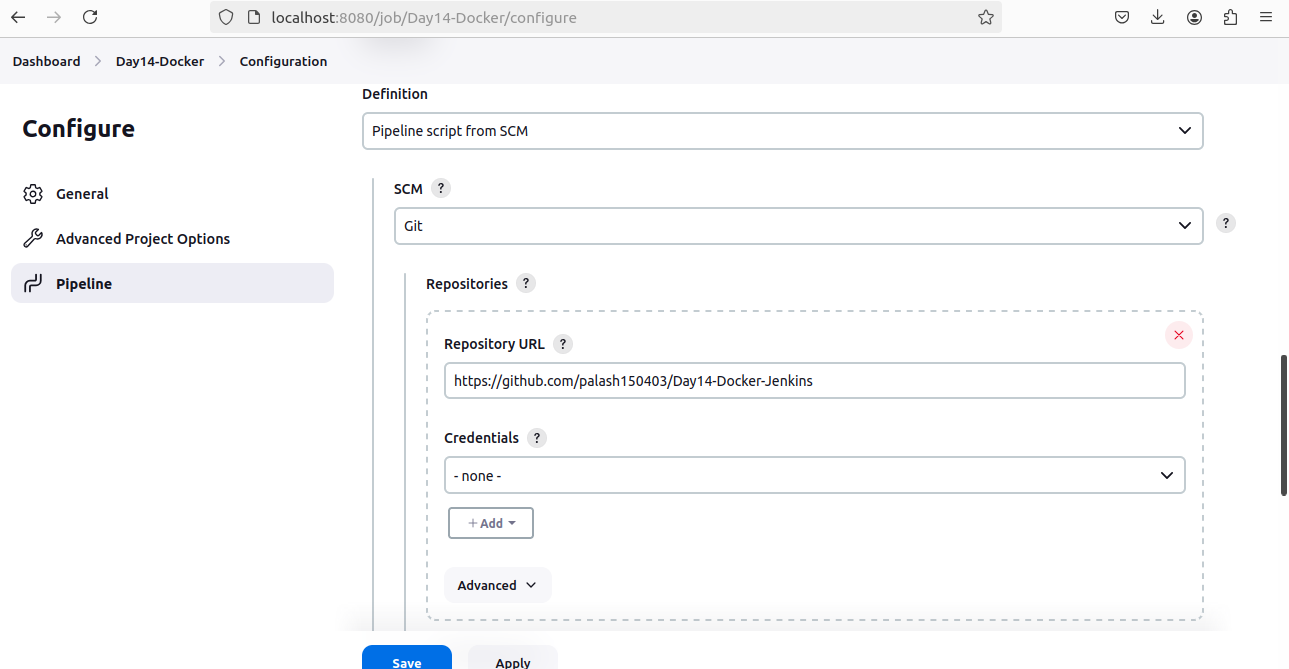 localhost:8080/job/Day14-Docker/configure
Dashboard > Day14-Docker > Configuration
Configure
General
Advanced Project Options
Pipeline
Definition
Pipeline script from SCM
SCM ?
Git
?
Repositories ?
Repository URL ?
https://github.com/palash150403/Day14-Docker-Jenkins
Credentials ?
- none -
+ Add
Advanced
Save Apply